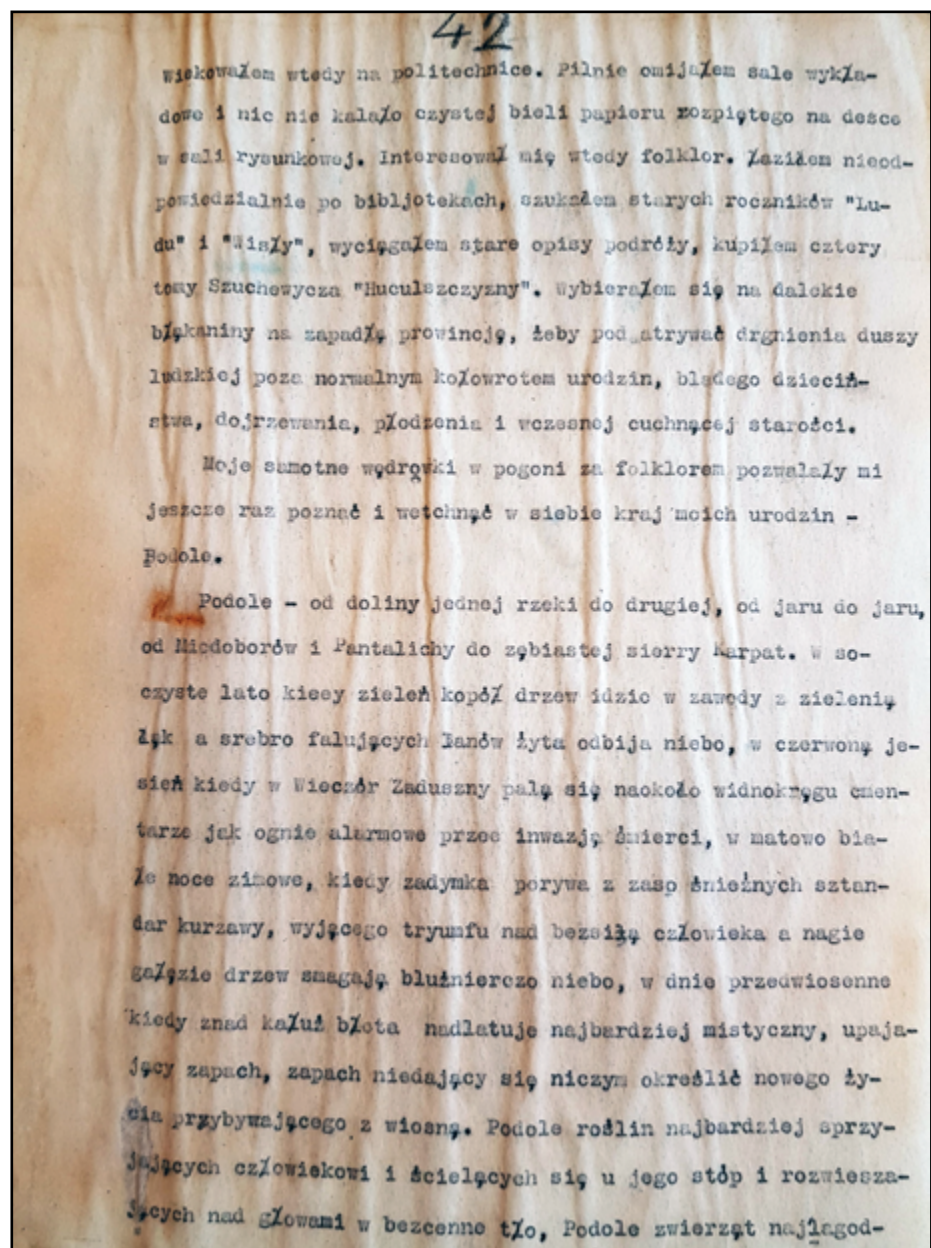 42
wiekowałem wtedy na politechnice. Pilnie omijałem sale wykła-
dowe i nic nie kalało czystej bieli papieru rozpiętego na desce
w sali rysunkowej. Interesował mię wtedy folklor. Łaziłem nieod-
powiedzialnie po bibljotekach, szukałem starych roczników "Lu-
du" i "Wisły", wyciągałem stare opisy podróży, kupiłem cztery
tomy Szuchewycza "Huculszczyzny". Wybierałem się na dalekie
błąkaniny na zapadłą prowincję, żeby pod atrywać drgnienia duszy
ludzkiej poza normalnym kołowrotem urodzin, bladego dzieciń-
stwa, dojrzewania, płodzenia i wczesnej cuchnącej starości.
Moje samotne wędrówki w pogoni za folklorem pozwalały mi
jeszcze raz poznać i wetchnąć w siebie kraj moich urodzin -
Podole.
Podole - od doliny jednej rzeki do drugiej, od jaru do jaru,
od Miodoborów i Pantalichy do zębiastej sierry Karpat. W so-
czyste lato kieey zieleń kopół drzew idzie w zawody z zielenią
łąk a srebro falujących łanów żyta odbija niebo, w czerwoną je-
sień kiedy w Wieczór Zaduszny palą się naokoło widnokręgu cmen-
tarze jak ognie alarmowe przec inwazją śmierci, w matowo bia-
łe noce zimowe, kiedy zadymka porywa z zasp śnieżnych sztan-
dar kurzawy, wyjącego tryumfu nad bezsiłą człowieka a nagie
gałęzie drzew smagają bluźnierczo niebo, w dnie przedwiosenne
kiedy znad kałuż błota nadlatuje najbardziej mistyczny, upaja-
jący zapach, zapach niedający się niczym określić nowego ży-
cia przybywającego z wiosną. Podole roślin najbardziej sprzy-
jających człowiekowi i ścielących się u jego stóp i rozwiesza-
jących nad głowami w bezcenne tło, Podole zwierząt najłagod-